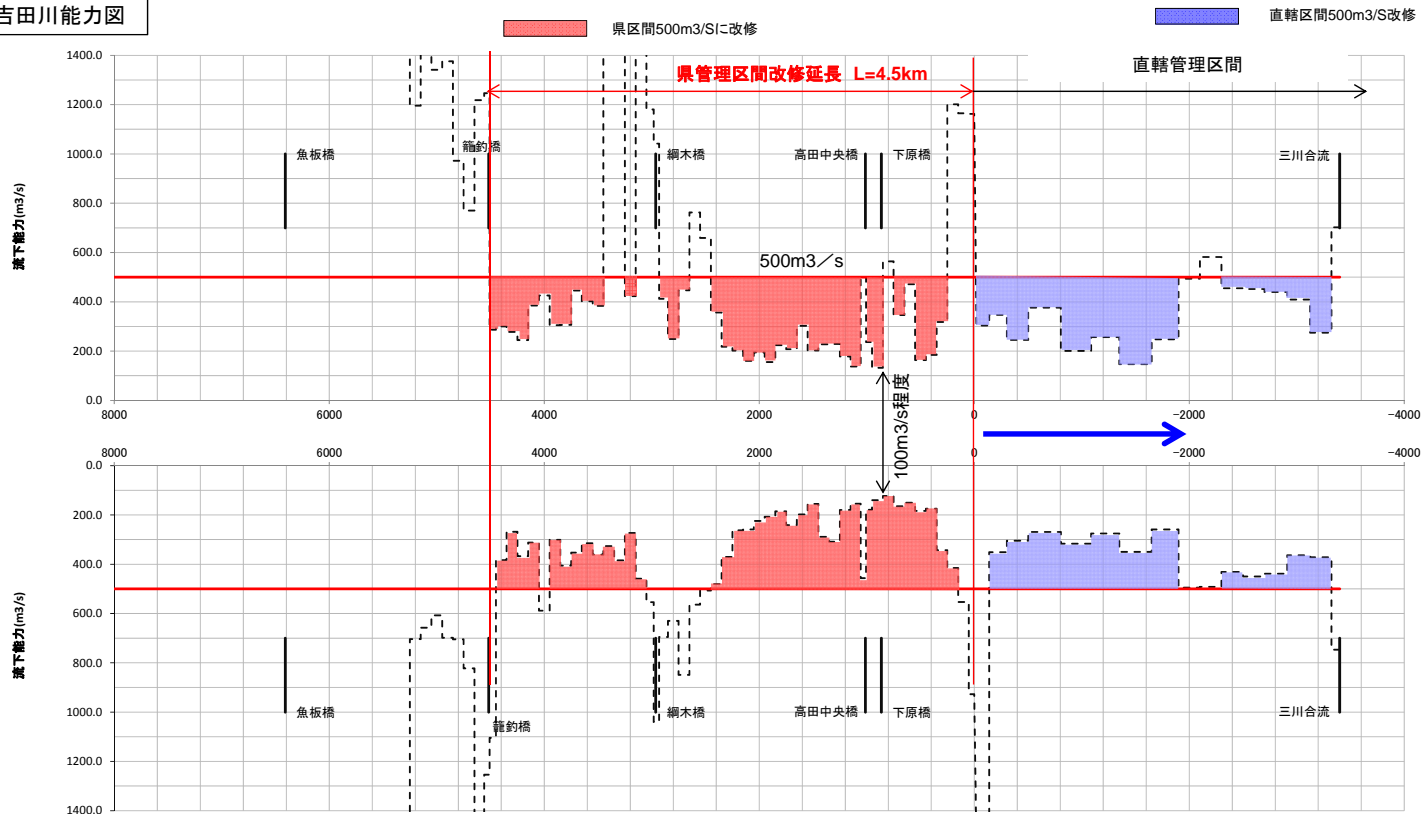 吉田川能力図
県区間500m3/Sに改修
直轄区間500m3/S改修
県管理区間改修延長 L=4.5km
直轄管理区間
流下能力(m3/s)
1400.0
1200.0
1000.0
800.0
600.0
400.0
200.0
0.0
魚板橋
籠釣橋
綱木橋
高田中央橋
下原橋
三川合流
500m3/s
8000
6000
4000
2000
0
-2000
-4000
100m3/s程度
8000
6000
4000
2000
0
-2000
-4000
流下能力(m3/s)
0.0
200.0
400.0
600.0
800.0
1000.0
1200.0
1400.0
魚板橋
籠釣橋
綱木橋
高田中央橋
下原橋
三川合流